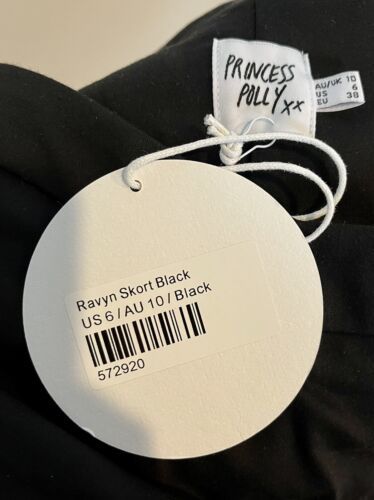 PRINCESS
POLLY xx
AU/UK 10
US 6
EU 38
Ravyn Skort Black
US 6 / AU 10 / Black
572920